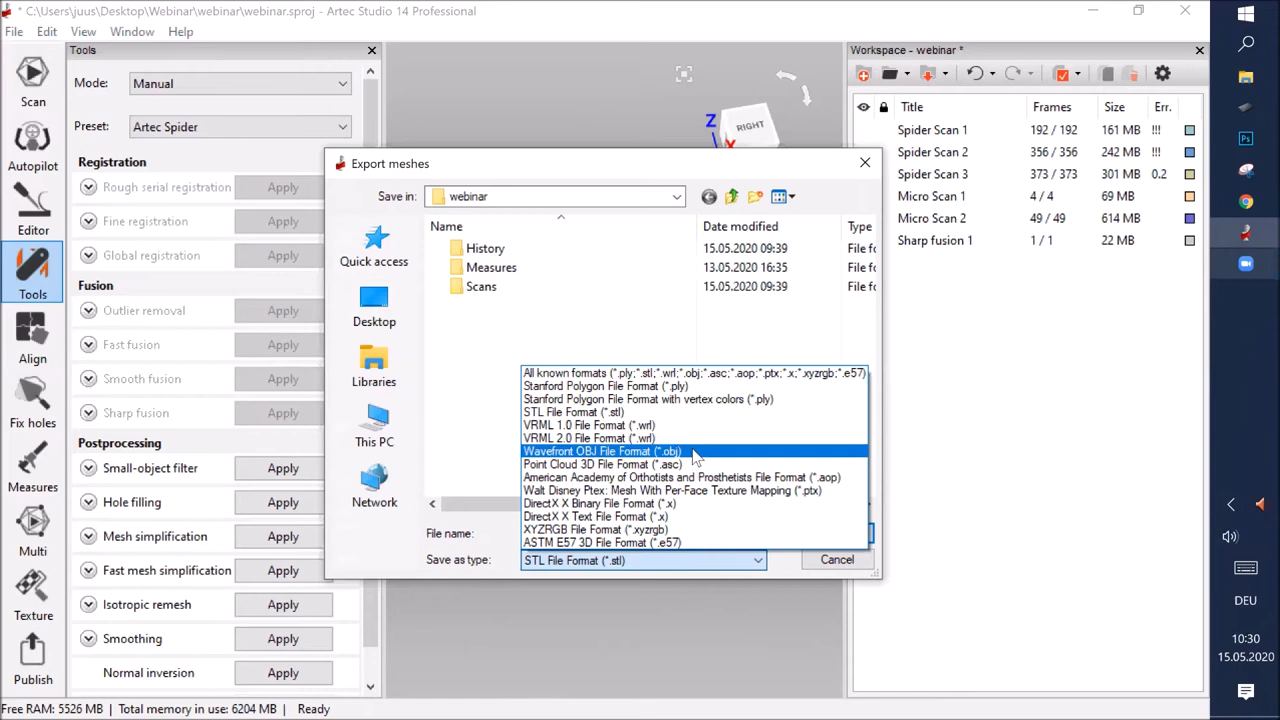 * C:\Users\juus\Desktop\Webinar\webinar\webinar.sproj - Artec Studio 14 Professional
File Edit View Window Help
Tools
Mode: Manual
Preset: Artec Spider
Registration
Rough serial registration Apply
Fine registration Apply
Global registration Apply
Fusion
Outlier removal Apply
Fast fusion Apply
Smooth fusion Apply
Sharp fusion Apply
Postprocessing
Small-object filter Apply
Hole filling Apply
Mesh simplification Apply
Fast mesh simplification Apply
Isotropic remesh Apply
Smoothing Apply
Normal inversion Apply
Scan
Autopilot
Editor
Tools
Align
Fix holes
Measures
Multi
Texture
Publish
Z
X
RIGHT
Export meshes
Save in: webinar
Name Date modified Type
History 15.05.2020 09:39 File fo
Measures 13.05.2020 16:35 File fo
Scans 15.05.2020 09:39 File fo
Quick access
Desktop
Libraries
This PC
Network
All known formats (*.ply;*.stl;*.wrl;*.obj;*.asc;*.aop;*.ptx;*.x;*.xyzrgb;*.e57)
Stanford Polygon File Format (*.ply)
Stanford Polygon File Format with vertex colors (*.ply)
STL File Format (*.stl)
VRML 1.0 File Format (*.wrl)
VRML 2.0 File Format (*.wrl)
Wavefront OBJ File Format (*.obj)
Point Cloud 3D File Format (*.asc)
American Academy of Orthotists and Prosthetists File Format (*.aop)
Walt Disney Ptex: Mesh With Per-Face Texture Mapping (*.ptx)
DirectX X Binary File Format (*.x)
DirectX X Text File Format (*.x)
XYZRGB File Format (*.xyzrgb)
ASTM E57 3D File Format (*.e57)
File name:
Save as type: STL File Format (*.stl) Cancel
Workspace - webinar *
Title Frames Size Err.
Spider Scan 1 192 / 192 161 MB !!!
Spider Scan 2 356 / 356 242 MB !!!
Spider Scan 3 373 / 373 301 MB 0.2
Micro Scan 1 4 / 4 69 MB
Micro Scan 2 49 / 49 614 MB
Sharp fusion 1 1 / 1 22 MB
Ps
DEU
10:30
15.05.2020
Free RAM: 5526 MB | Total memory in use: 6204 MB | Ready